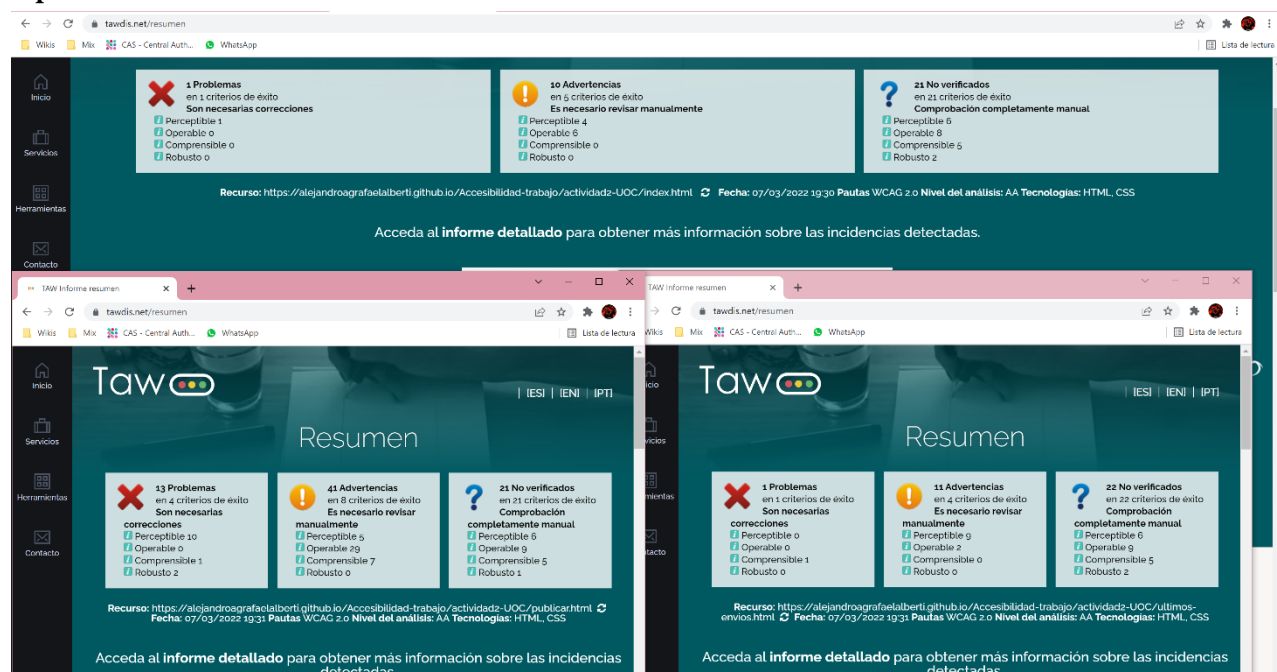 tawdis.net/resumen
Wikis Mix CAS - Central Auth... WhatsApp Lista de lectura
Inicio
Servicios
Herramientas
Contacto
1 Problemas
en 1 criterios de éxito
Son necesarias correcciones
Perceptible 1
Operable 0
Comprensible 0
Robusto 0
10 Advertencias
en 5 criterios de éxito
Es necesario revisar manualmente
Perceptible 4
Operable 6
Comprensible 0
Robusto 0
21 No verificados
en 21 criterios de éxito
Comprobación completamente manual
Perceptible 6
Operable 8
Comprensible 5
Robusto 2
Recurso: https://alejandroagrafaelalberti.github.io/Accesibilidad-trabajo/actividad2-UOC/index.html Fecha: 07/03/2022 19:30 Pautas WCAG 2.0 Nivel del análisis: AA Tecnologías: HTML, CSS
Acceda al informe detallado para obtener más información sobre las incidencias detectadas.
TAW Informe resumen
tawdis.net/resumen
Wikis Mix CAS - Central Auth... WhatsApp Lista de lectura
Inicio
Servicios
Herramientas
Contacto
Taw
| [ES] | [EN] | [PT]
Resumen
13 Problemas
en 4 criterios de éxito
Son necesarias
correcciones
Perceptible 10
Operable 0
Comprensible 1
Robusto 2
41 Advertencias
en 8 criterios de éxito
Es necesario revisar
manualmente
Perceptible 5
Operable 29
Comprensible 7
Robusto 0
21 No verificados
en 21 criterios de éxito
Comprobación
completamente manual
Perceptible 6
Operable 9
Comprensible 5
Robusto 1
Recurso: https://alejandroagrafaelalberti.github.io/Accesibilidad-trabajo/actividad2-UOC/publicar.html
Fecha: 07/03/2022 19:31 Pautas WCAG 2.0 Nivel del análisis: AA Tecnologías: HTML, CSS
Acceda al informe detallado para obtener más información sobre las incidencias
detectadas
TAW Informe resumen
tawdis.net/resumen
Wikis Mix CAS - Central Auth... WhatsApp Lista de lectura
icio
vicios
mientas
tacto
Taw
| [ES] | [EN] | [PT]
Resumen
1 Problemas
en 1 criterios de éxito
Son necesarias
correcciones
Perceptible 0
Operable 0
Comprensible 1
Robusto 0
11 Advertencias
en 4 criterios de éxito
Es necesario revisar
manualmente
Perceptible 9
Operable 2
Comprensible 0
Robusto 0
22 No verificados
en 22 criterios de éxito
Comprobación
completamente manual
Perceptible 6
Operable 9
Comprensible 5
Robusto 2
Recurso: https://alejandroagrafaelalberti.github.io/Accesibilidad-trabajo/actividad2-UOC/ultimos-
envios.html Fecha: 07/03/2022 19:31 Pautas WCAG 2.0 Nivel del análisis: AA Tecnologías: HTML, CSS
Acceda al informe detallado para obtener más información sobre las incidencias
detectadas